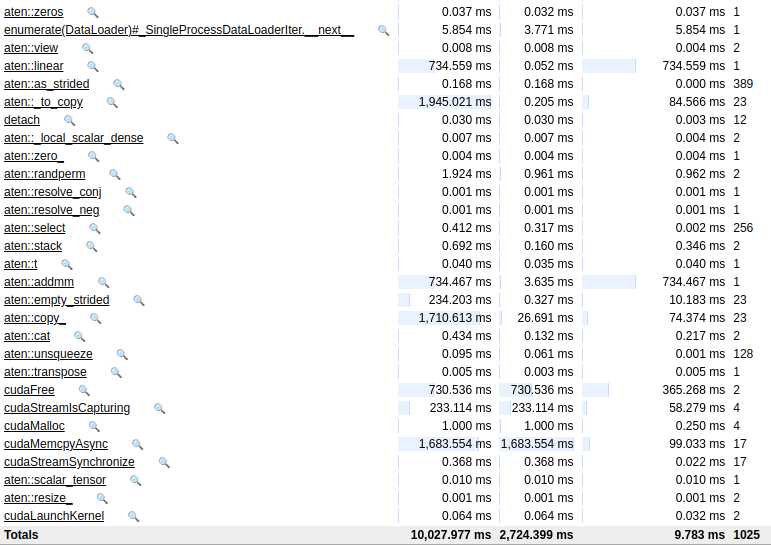 aten::zeros 0.037 ms 0.032 ms 0.037 ms 1
enumerate(DataLoader)#_SingleProcessDataLoaderIter.__next__ 5.854 ms 3.771 ms 5.854 ms 1
aten::view 0.008 ms 0.008 ms 0.004 ms 2
aten::linear 734.559 ms 0.052 ms 734.559 ms 1
aten::as_strided 0.168 ms 0.168 ms 0.000 ms 389
aten::_to_copy 1,945.021 ms 0.205 ms 84.566 ms 23
detach 0.030 ms 0.030 ms 0.003 ms 12
aten::_local_scalar_dense 0.007 ms 0.007 ms 0.004 ms 2
aten::zero_ 0.004 ms 0.004 ms 0.004 ms 1
aten::randperm 1.924 ms 0.961 ms 0.962 ms 2
aten::resolve_conj 0.001 ms 0.001 ms 0.001 ms 1
aten::resolve_neg 0.001 ms 0.001 ms 0.001 ms 1
aten::select 0.412 ms 0.317 ms 0.002 ms 256
aten::stack 0.692 ms 0.160 ms 0.346 ms 2
aten::t 0.040 ms 0.035 ms 0.040 ms 1
aten::addmm 734.467 ms 3.635 ms 734.467 ms 1
aten::empty_strided 234.203 ms 0.327 ms 10.183 ms 23
aten::copy_ 1,710.613 ms 26.691 ms 74.374 ms 23
aten::cat 0.434 ms 0.132 ms 0.217 ms 2
aten::unsqueeze 0.095 ms 0.061 ms 0.001 ms 128
aten::transpose 0.005 ms 0.003 ms 0.005 ms 1
cudaFree 730.536 ms 730.536 ms 365.268 ms 2
cudaStreamIsCapturing 233.114 ms 233.114 ms 58.279 ms 4
cudaMalloc 1.000 ms 1.000 ms 0.250 ms 4
cudaMemcpyAsync 1,683.554 ms 1,683.554 ms 99.033 ms 17
cudaStreamSynchronize 0.368 ms 0.368 ms 0.022 ms 17
aten::scalar_tensor 0.010 ms 0.010 ms 0.010 ms 1
aten::resize_ 0.001 ms 0.001 ms 0.001 ms 2
cudaLaunchKernel 0.064 ms 0.064 ms 0.032 ms 2
Totals 10,027.977 ms 2,724.399 ms 9.783 ms 1025